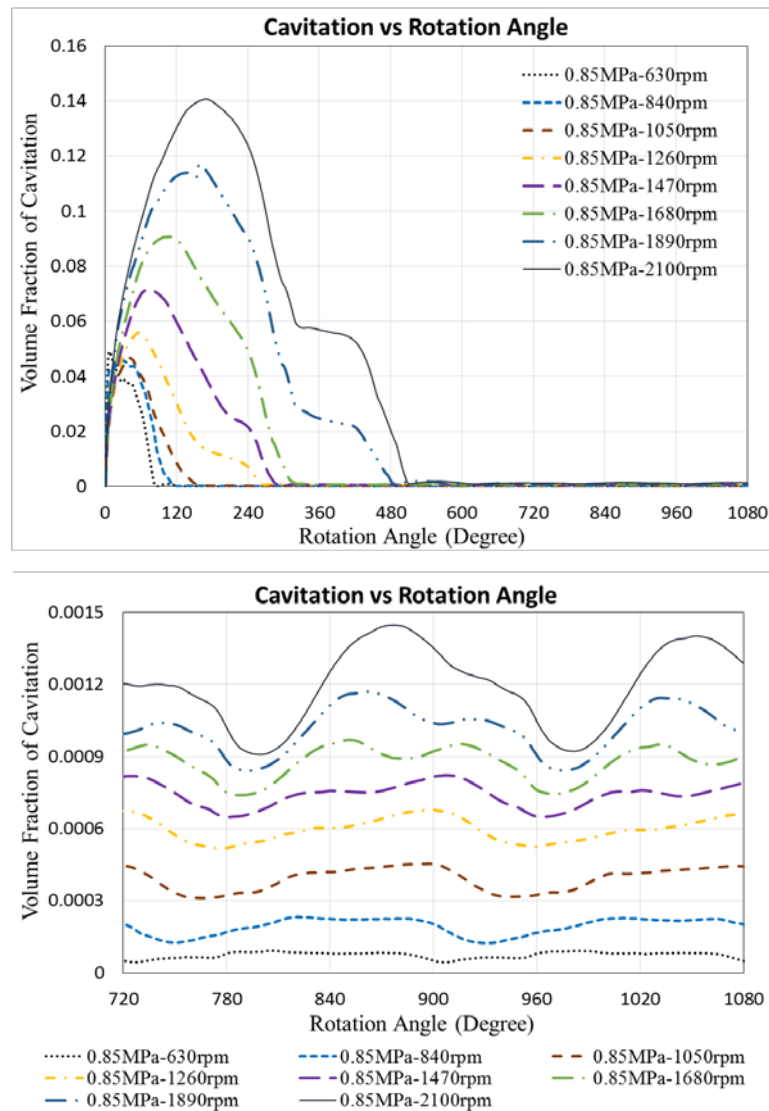 Cavitation vs Rotation Angle
0.16
0.14
0.12
0.1
0.08
0.06
0.04
0.02
0
Volume Fraction of Cavitation
0.85MPa-630rpm
0.85MPa-840rpm
0.85MPa-1050rpm
0.85MPa-1260rpm
0.85MPa-1470rpm
0.85MPa-1680rpm
0.85MPa-1890rpm
0.85MPa-2100rpm
0 120 240 360 480 600 720 840 960 1080
Rotation Angle (Degree)
Cavitation vs Rotation Angle
0.0015
0.0012
0.0009
0.0006
0.0003
0
Volume Fraction of Cavitation
720 780 840 900 960 1020 1080
Rotation Angle (Degree)
0.85MPa-630rpm 0.85MPa-840rpm 0.85MPa-1050rpm
0.85MPa-1260rpm 0.85MPa-1470rpm 0.85MPa-1680rpm
0.85MPa-1890rpm 0.85MPa-2100rpm